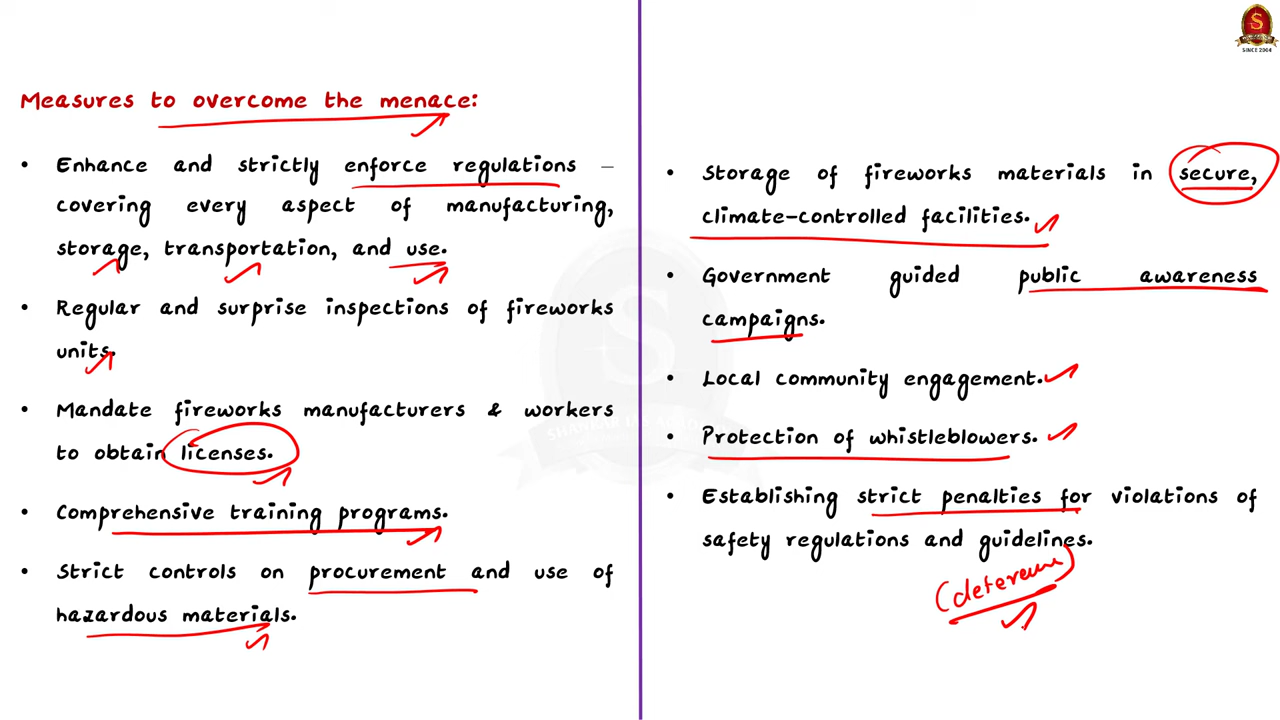 Measures to overcome the menace:
• Enhance and strictly enforce regulations –
covering every aspect of manufacturing,
storage, transportation, and use.
• Regular and surprise inspections of fireworks
units.
• Mandate fireworks manufacturers & workers
to obtain licenses.
• Comprehensive training programs.
• Strict controls on procurement and use of
hazardous materials.
• Storage of fireworks materials in secure,
climate-controlled facilities.
• Government guided public awareness
campaigns.
• Local community engagement.
• Protection of whistleblowers.
• Establishing strict penalties for violations of
safety regulations and guidelines.
S
SINCE 2004